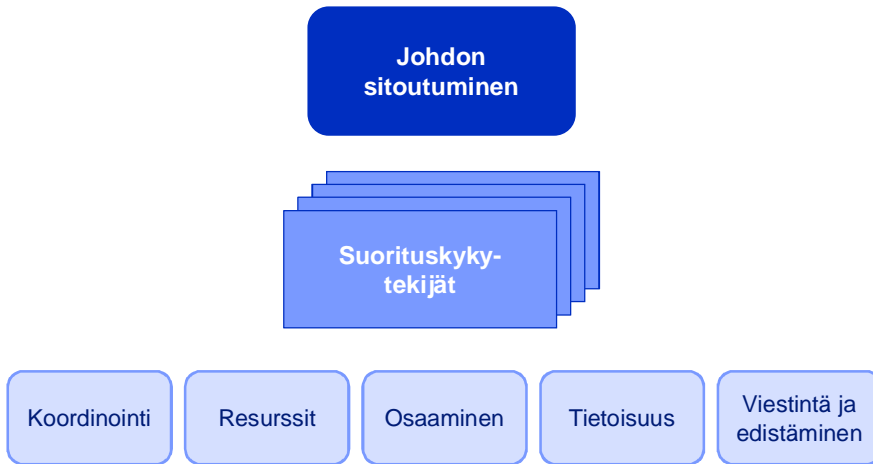 Johdon
sitoutuminen
Suorituskyky-
tekijät
Koordinointi
Resurssit
Osaaminen
Tietoisuus
Viestintä ja
edistäminen